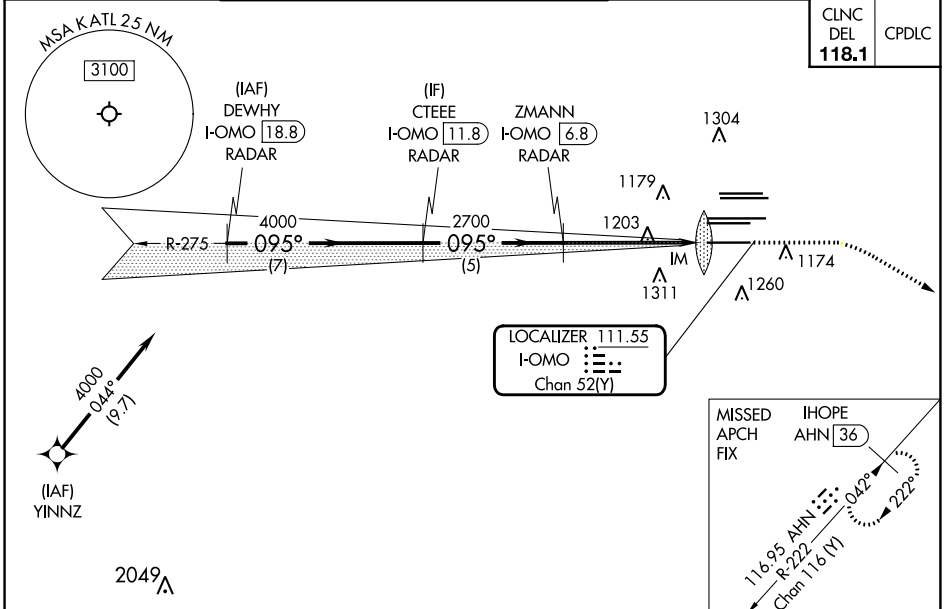 CLNC
DEL
118.1
CPDLC
MSA KATL 25 NM
3100
(IAF)
DEWHY
I-OMO 18.8
RADAR
(IF)
CTEEE
I-OMO 11.8
RADAR
ZMANN
I-OMO 6.8
RADAR
1304
1179
1203
4000
2700
R-275
095°
095°
(7)
(5)
IM
1311
1174
1260
LOCALIZER 111.55
I-OMO
Chan 52(Y)
4000
044°
(9.7)
(IAF)
YINNZ
2049
MISSED
APCH
FIX
IHOPE
AHN 36
042°
222°
116.95 AHN
R-222
Chan 116 (Y)